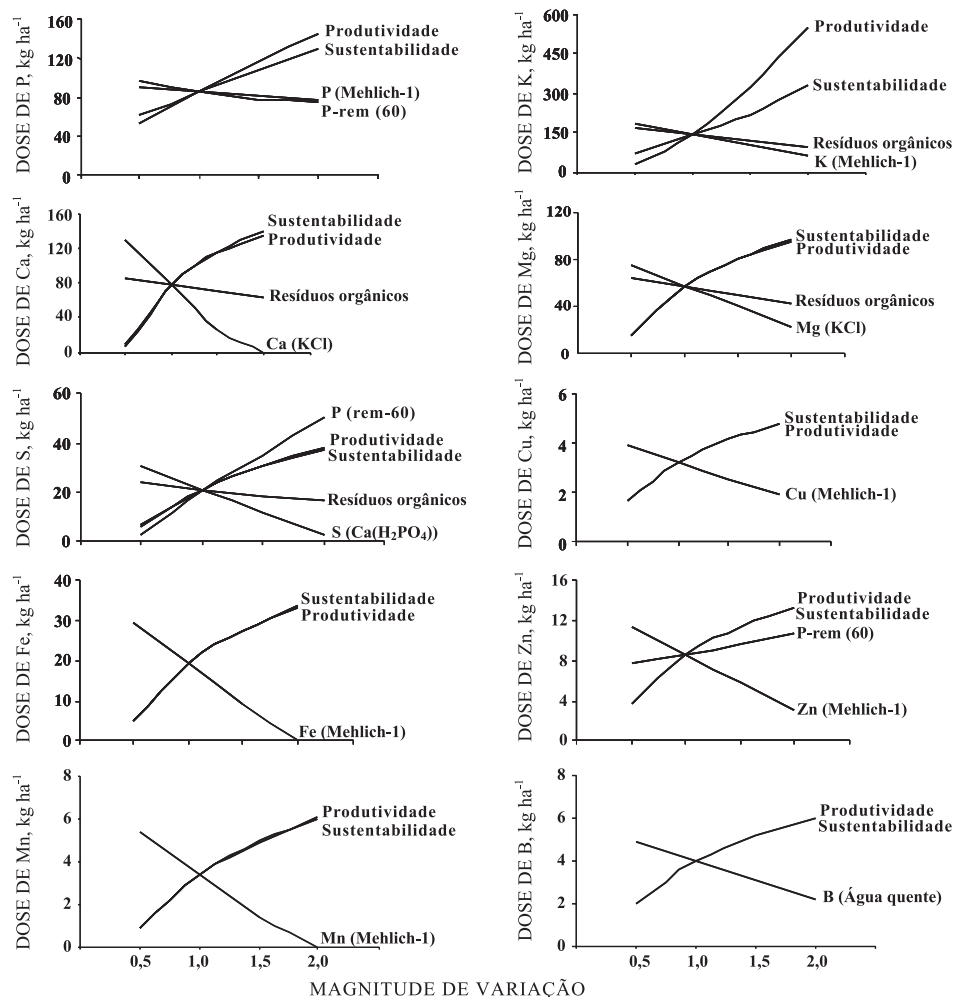 DOSE DE P, kg ha-1
160
120
80
40
0
Produtividade
Sustentabilidade
P (Mehlich-1)
P-rem (60)
DOSE DE K, kg ha-1
600
450
300
150
0
Produtividade
Sustentabilidade
Resíduos orgânicos
K (Mehlich-1)
DOSE DE Ca, kg ha-1
160
120
80
40
0
Sustentabilidade
Produtividade
Resíduos orgânicos
Ca (KCl)
DOSE DE Mg, kg ha-1
120
80
40
0
Sustentabilidade
Produtividade
Resíduos orgânicos
Mg (KCl)
DOSE DE S, kg ha-1
60
40
20
0
P (rem-60)
Produtividade
Sustentabilidade
Resíduos orgânicos
S (Ca(H2PO4))
DOSE DE Cu, kg ha-1
6
4
2
0
Sustentabilidade
Produtividade
Cu (Mehlich-1)
DOSE DE Fe, kg ha-1
40
30
20
10
0
Sustentabilidade
Produtividade
Fe (Mehlich-1)
DOSE DE Zn, kg ha-1
16
12
8
4
0
Produtividade
Sustentabilidade
P-rem (60)
Zn (Mehlich-1)
DOSE DE Mn, kg ha-1
8
6
4
2
0
Produtividade
Sustentabilidade
Mn (Mehlich-1)
0,5 1,0 1,5 2,0
DOSE DE B, kg ha-1
8
6
4
2
0
Produtividade
Sustentabilidade
B (Água quente)
0,5 1,0 1,5 2,0
MAGNITUDE DE VARIAÇÃO